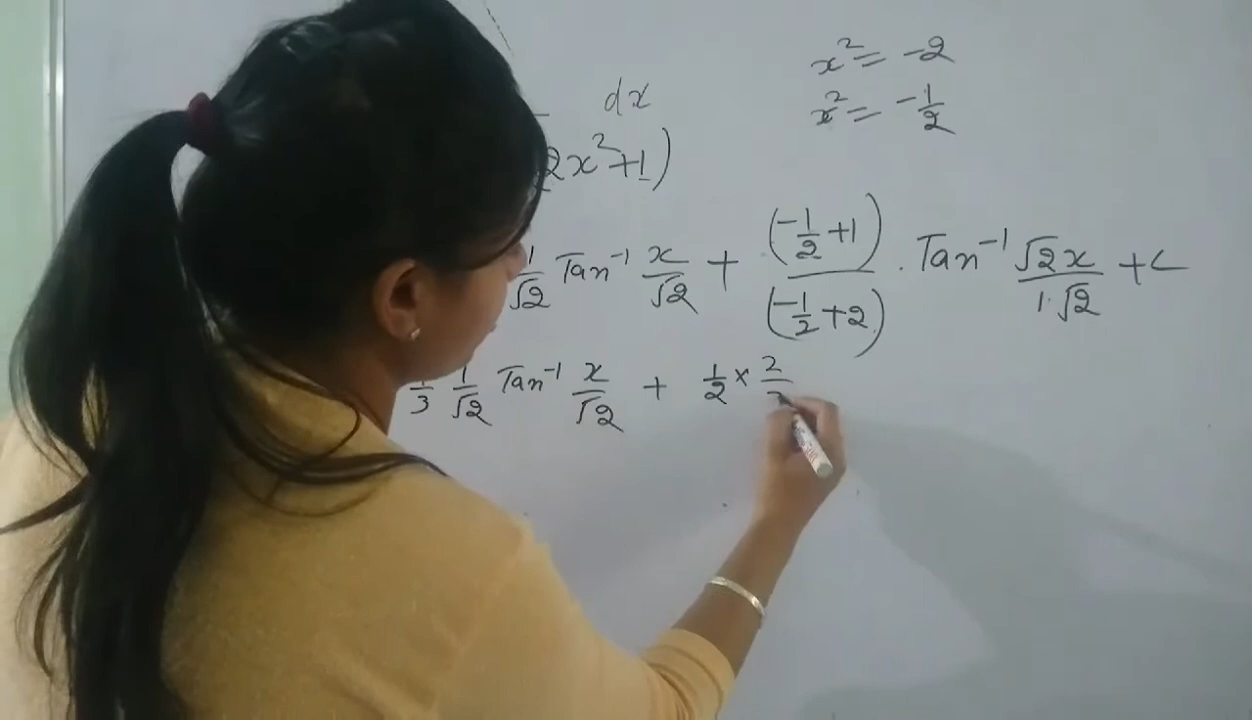 x² = -2
dx
x² = -1/2
2x²+1)
1/√2 Tan⁻¹ x/√2 + (-1/2 +1)/(-1/2 +2) . Tan⁻¹ √2x/1·√2 + c
1/3 1/√2 Tan⁻¹ x/√2 + 1/2 × 2/